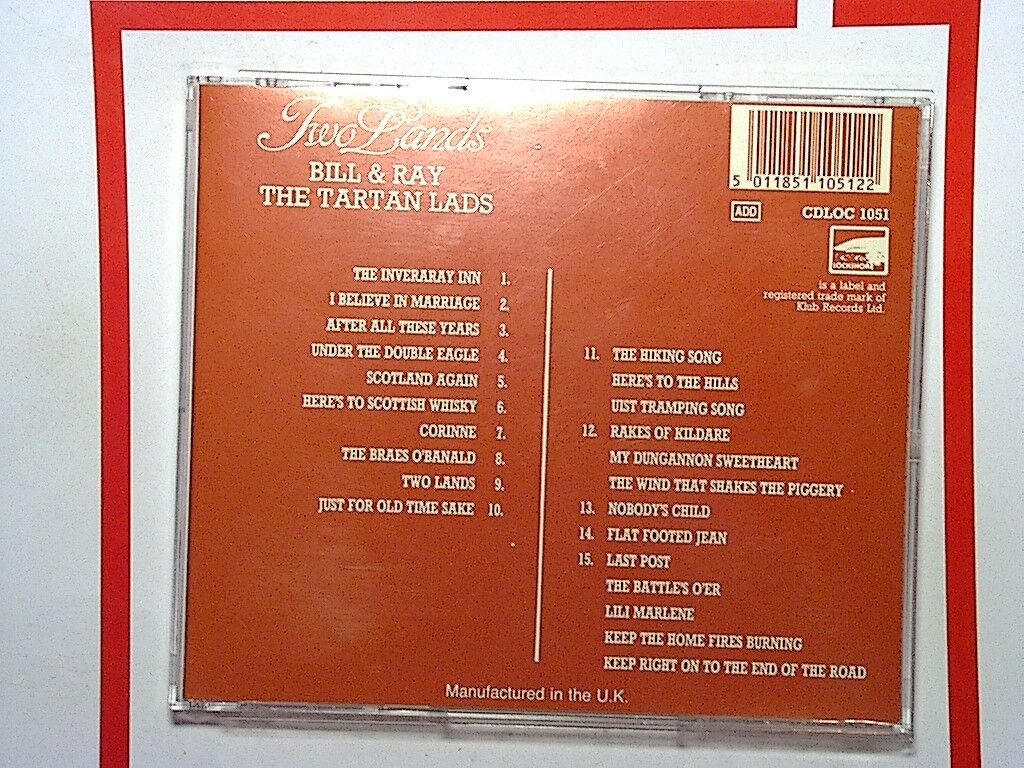 Two Lands
BILL & RAY
THE TARTAN LADS
5 011851 105122
ADD
CDLOC 1051
LOCHSHORE
is a label and
registered trade mark of
Klub Records Ltd.
THE INVERARAY INN 1.
I BELIEVE IN MARRIAGE 2.
AFTER ALL THESE YEARS 3.
UNDER THE DOUBLE EAGLE 4.
SCOTLAND AGAIN 5.
HERE'S TO SCOTTISH WHISKY 6.
CORINNE 7.
THE BRAES O'BANALD 8.
TWO LANDS 9.
JUST FOR OLD TIME SAKE 10.
11. THE HIKING SONG
HERE'S TO THE HILLS
UIST TRAMPING SONG
12. RAKES OF KILDARE
MY DUNGANNON SWEETHEART
THE WIND THAT SHAKES THE PIGGERY
13. NOBODY'S CHILD
14. FLAT FOOTED JEAN
15. LAST POST
THE BATTLE'S O'ER
LILI MARLENE
KEEP THE HOME FIRES BURNING
KEEP RIGHT ON TO THE END OF THE ROAD
Manufactured in the U.K.